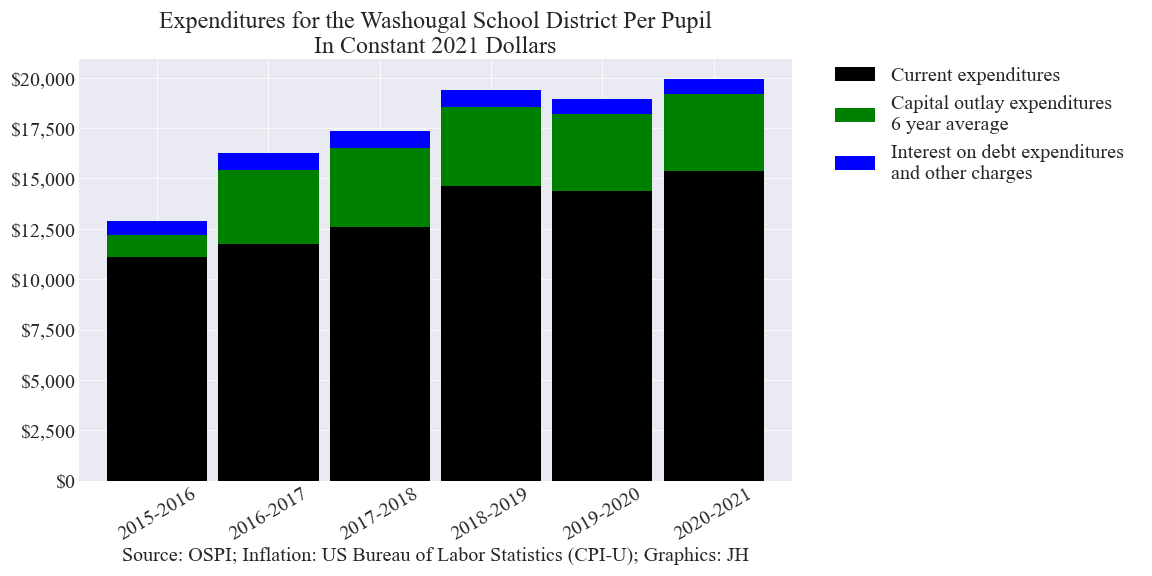 Expenditures for the Washougal School District Per Pupil
In Constant 2021 Dollars
$20,000
$17,500
$15,000
$12,500
$10,000
$7,500
$5,000
$2,500
$0
2015-2016
2016-2017
2017-2018
2018-2019
2019-2020
2020-2021
Source: OSPI; Inflation: US Bureau of Labor Statistics (CPI-U); Graphics: JH
Current expenditures
Capital outlay expenditures
6 year average
Interest on debt expenditures
and other charges